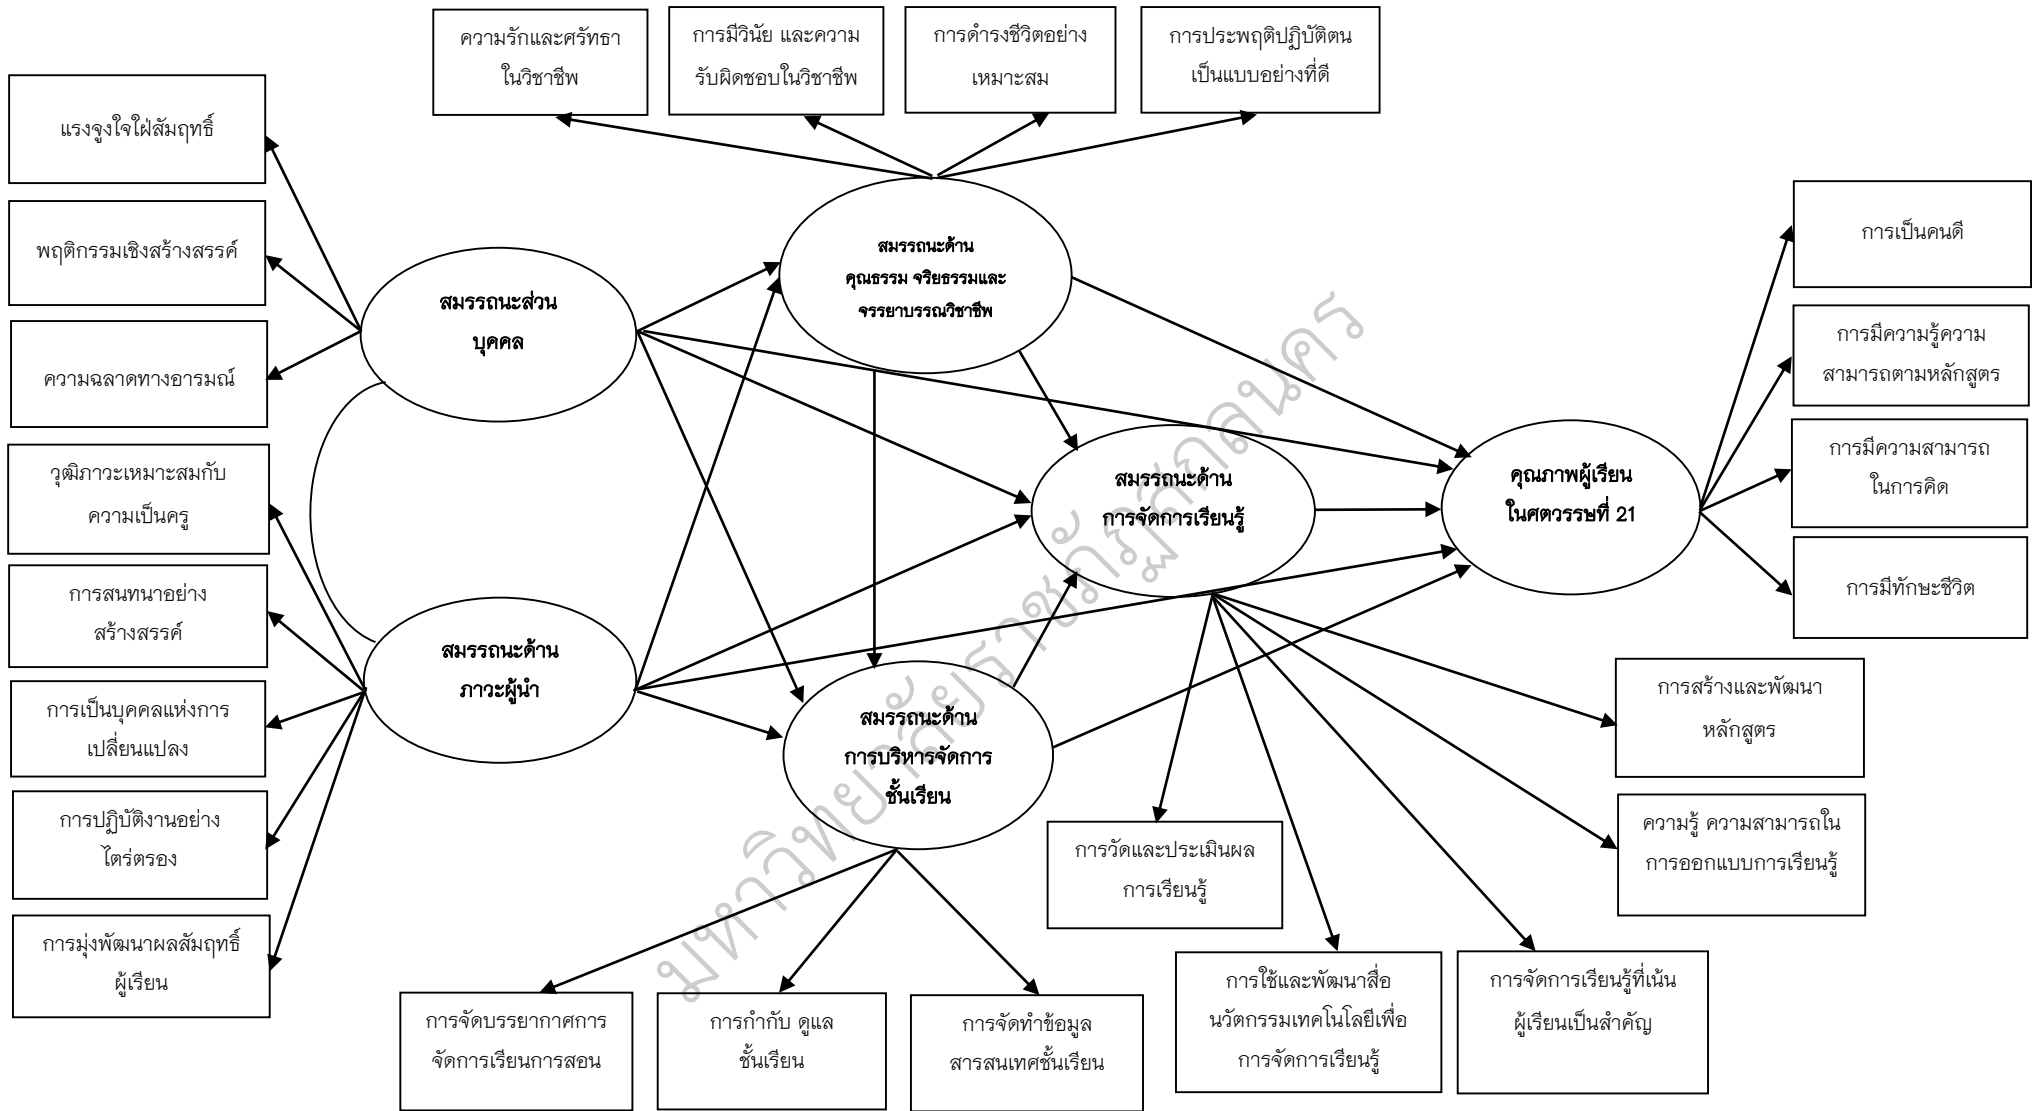 ความรักและศรัทธา
ในวิชาชีพ
การมีวินัย และความ
รับผิดชอบในวิชาชีพ
การดำรงชีวิตอย่าง
เหมาะสม
การประพฤติปฏิบัติตน
เป็นแบบอย่างที่ดี
แรงจูงใจใฝ่สัมฤทธิ์
พฤติกรรมเชิงสร้างสรรค์
ความฉลาดทางอารมณ์
วุฒิภาวะเหมาะสมกับ
ความเป็นครู
การสนทนาอย่าง
สร้างสรรค์
การเป็นบุคคลแห่งการ
เปลี่ยนแปลง
การปฏิบัติงานอย่าง
ไตร่ตรอง
การมุ่งพัฒนาผลสัมฤทธิ์
ผู้เรียน
สมรรถนะส่วน
บุคคล
สมรรถนะด้าน
ภาวะผู้นำ
สมรรถนะด้าน
คุณธรรม จริยธรรมและ
จรรยาบรรณวิชาชีพ
สมรรถนะด้าน
การจัดการเรียนรู้
สมรรถนะด้าน
การบริหารจัดการ
ชั้นเรียน
คุณภาพผู้เรียน
ในศตวรรษที่ 21
การเป็นคนดี
การมีความรู้ความ
สามารถตามหลักสูตร
การมีความสามารถ
ในการคิด
การมีทักษะชีวิต
การสร้างและพัฒนา
หลักสูตร
ความรู้ ความสามารถใน
การออกแบบการเรียนรู้
การวัดและประเมินผล
การเรียนรู้
การใช้และพัฒนาสื่อ
นวัตกรรมเทคโนโลยีเพื่อ
การจัดการเรียนรู้
การจัดการเรียนรู้ที่เน้น
ผู้เรียนเป็นสำคัญ
การจัดบรรยากาศการ
จัดการเรียนการสอน
การกำกับ ดูแล
ชั้นเรียน
การจัดทำข้อมูล
สารสนเทศชั้นเรียน
มหาวิทยาลัยราชภัฏสกลนคร